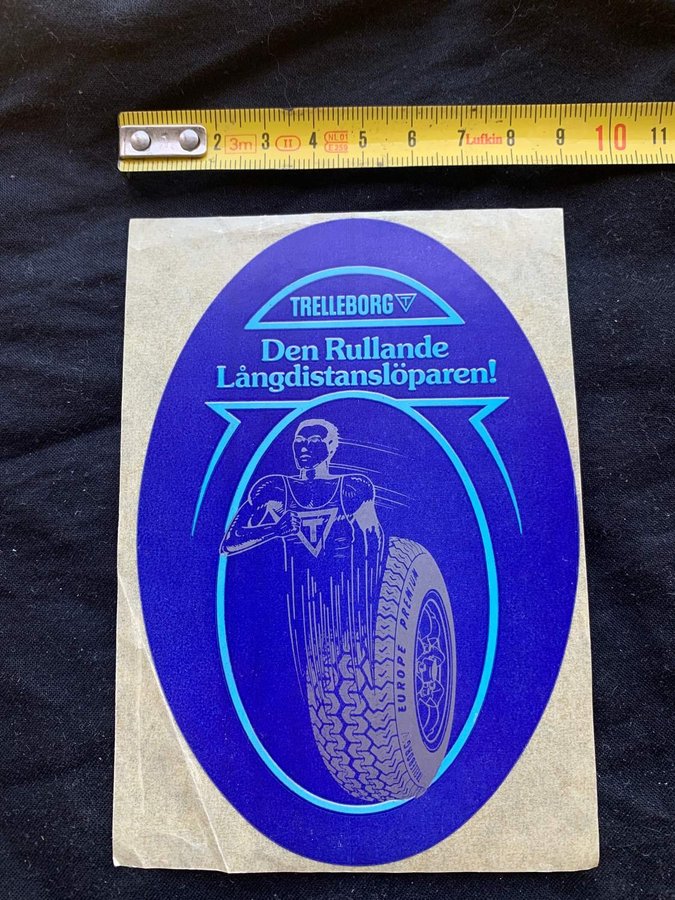 2 3m 3 II 4 NL 01 5 6 7 Lufkin 8 9 10 11
E359
TRELLEBORG T
Den Rullande
Långdistanslöparen!
T
EUROPE PREMIUM